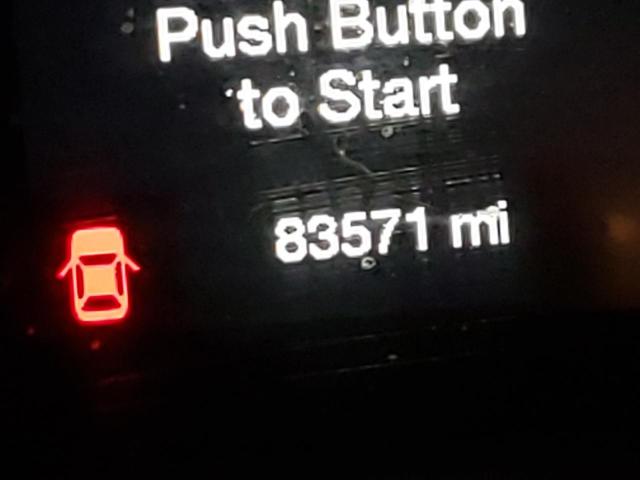 Push Button
to Start
83571 mi